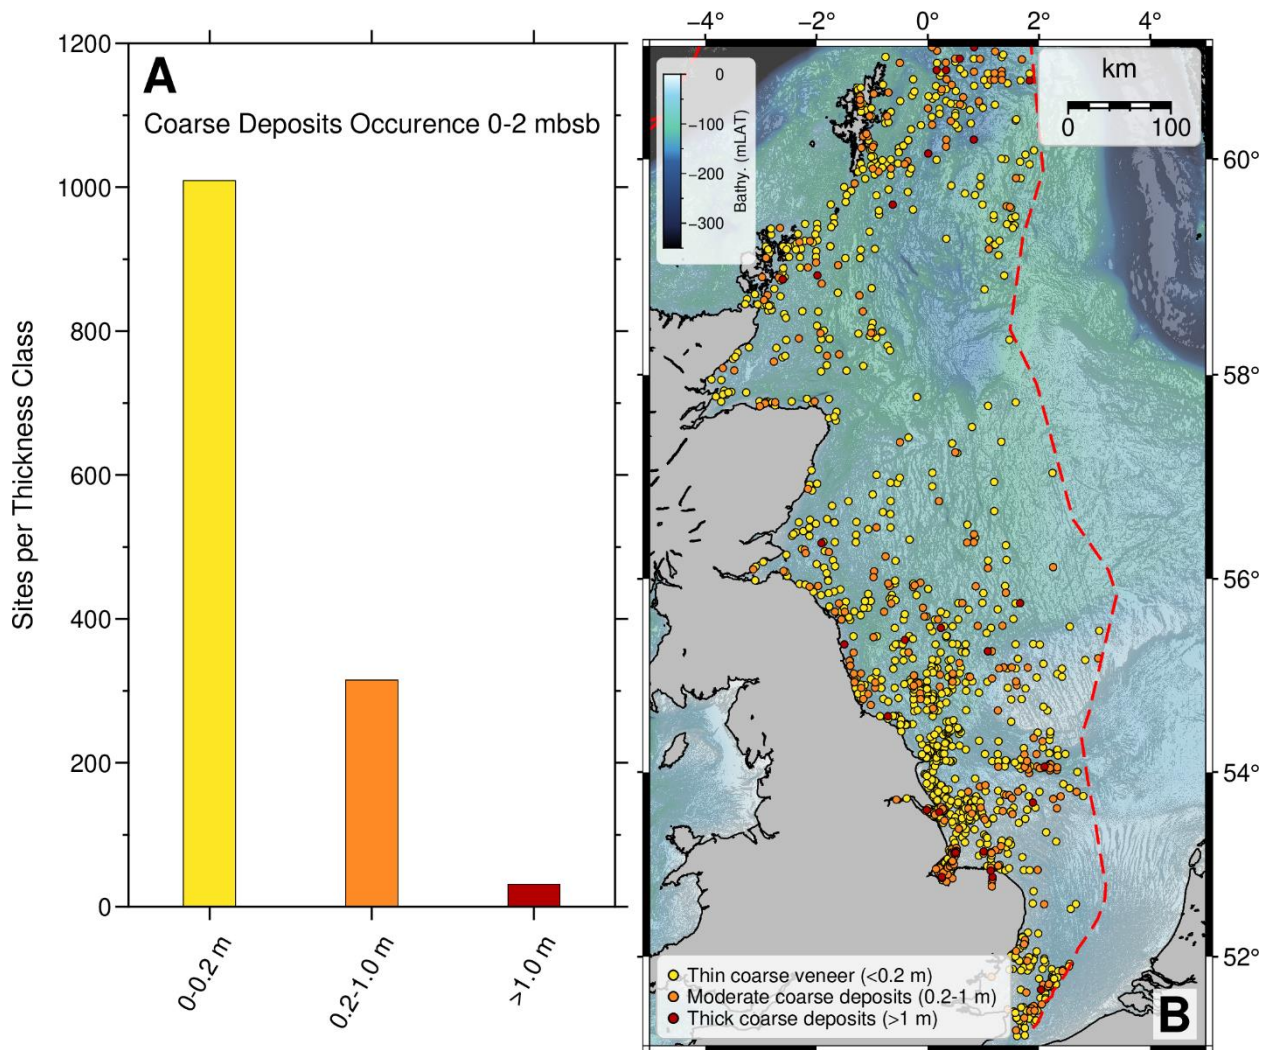 A
Coarse Deposits Occurence 0-2 mbsb
Sites per Thickness Class
1200
1000
800
600
400
200
0
0-0.2 m
0.2-1.0 m
>1.0 m
−4° −2° 0° 2° 4°
60°
58°
56°
54°
52°
0
−100
−200
−300
Bathy. (mLAT)
km
0 100
Thin coarse veneer (<0.2 m)
Moderate coarse deposits (0.2-1 m)
Thick coarse deposits (>1 m)
B